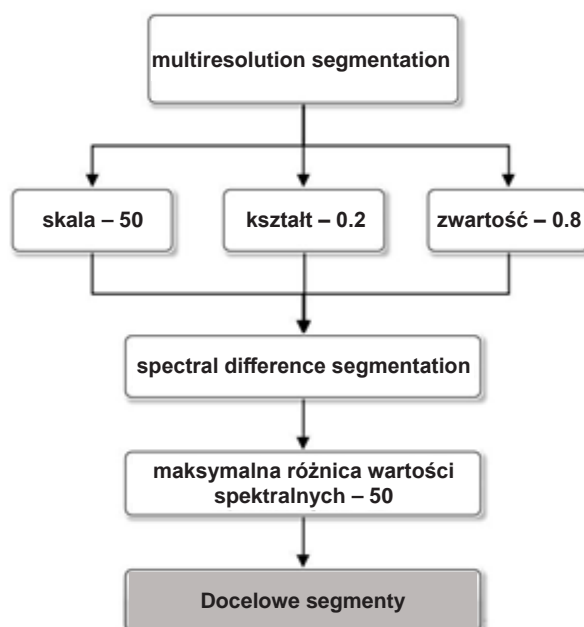 multiresolution segmentation
skala – 50
kształt – 0.2
zwartość – 0.8
spectral difference segmentation
maksymalna różnica wartości
spektralnych – 50
Docelowe segmenty